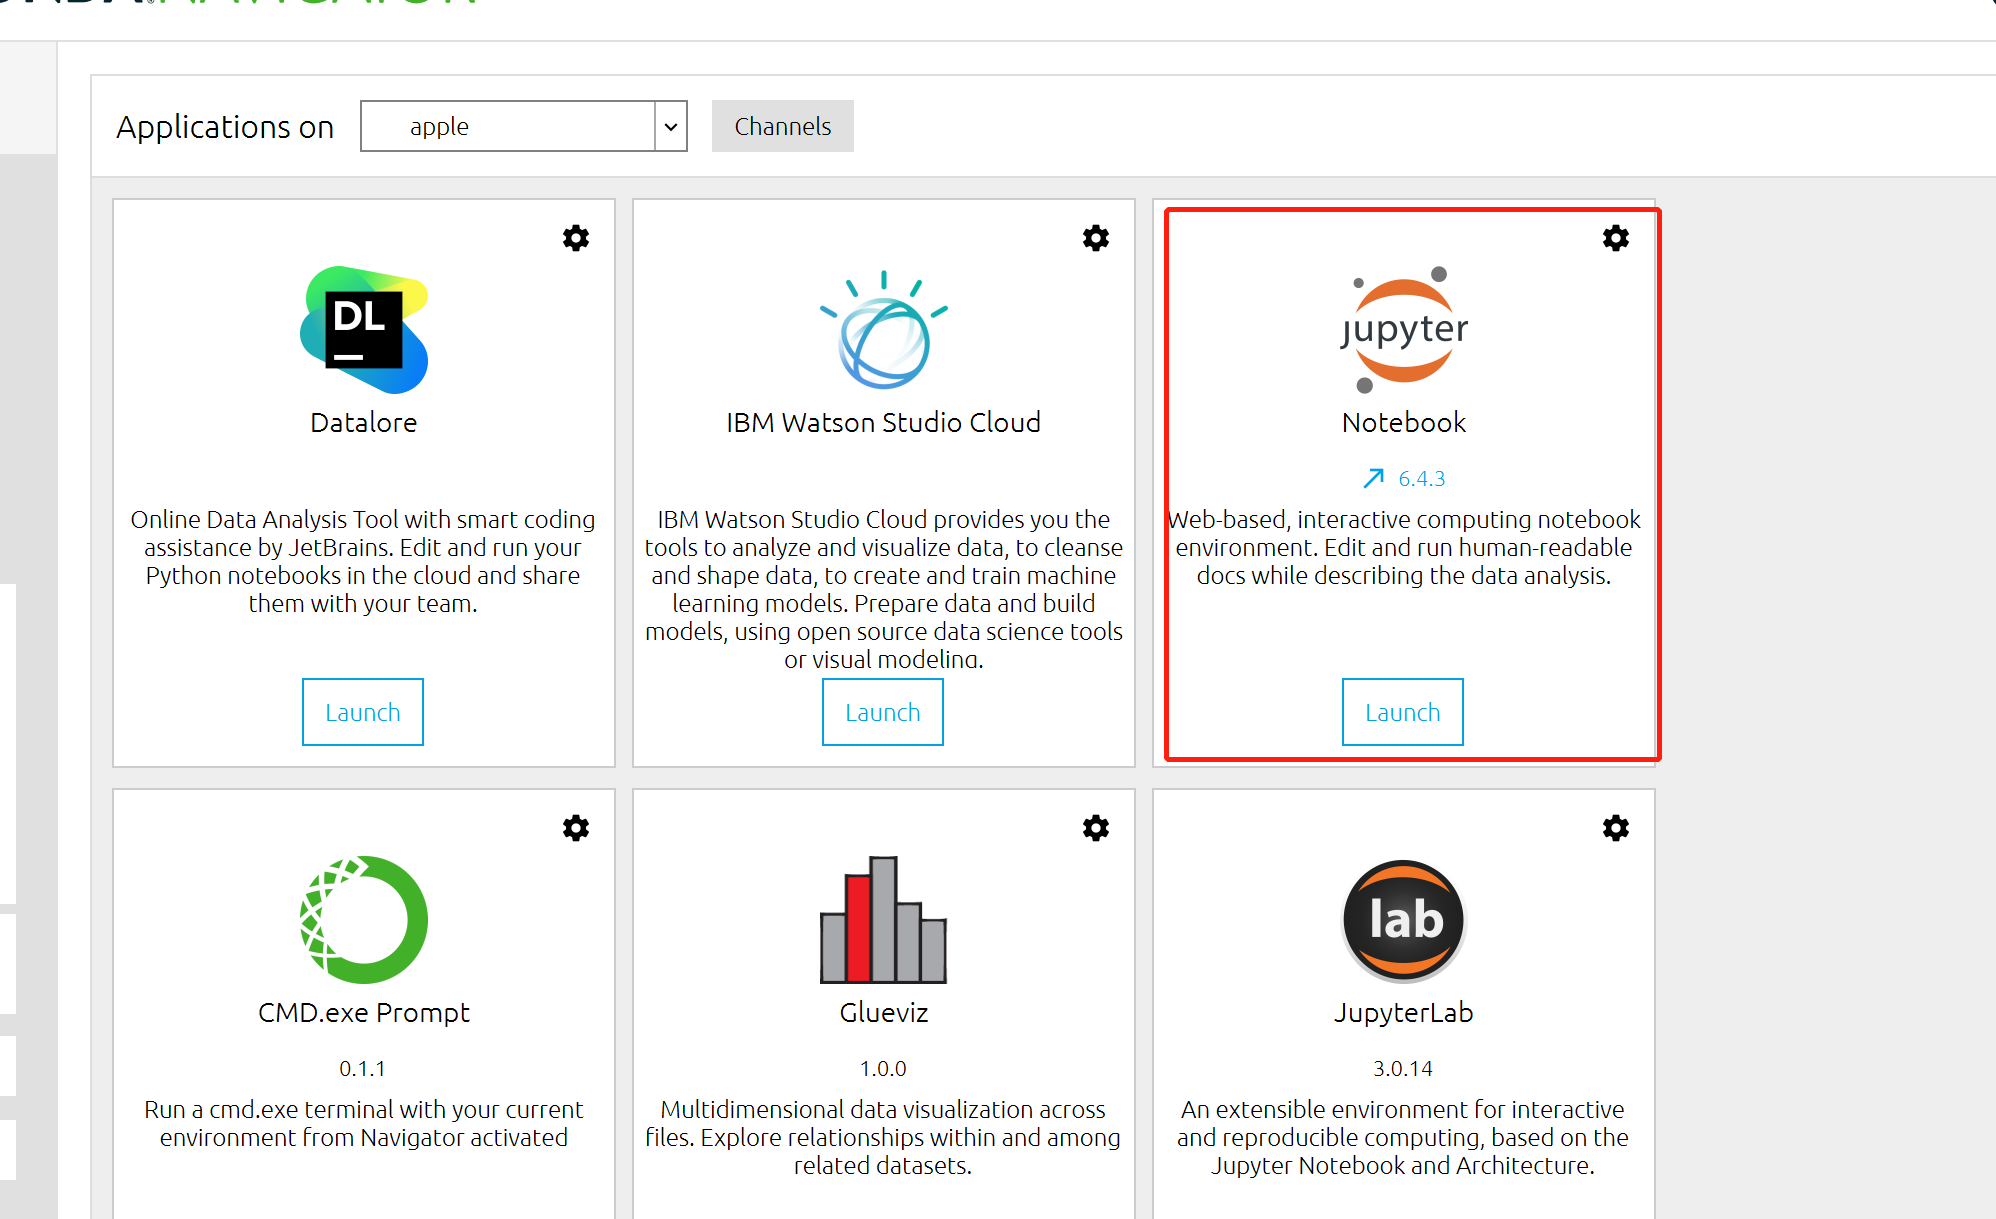 Applications on apple Channels
DL
Datalore
Online Data Analysis Tool with smart coding
assistance by JetBrains. Edit and run your
Python notebooks in the cloud and share
them with your team.
Launch
IBM Watson Studio Cloud
IBM Watson Studio Cloud provides you the
tools to analyze and visualize data, to cleanse
and shape data, to create and train machine
learning models. Prepare data and build
models, using open source data science tools
or visual modeling.
Launch
jupyter
Notebook
6.4.3
Web-based, interactive computing notebook
environment. Edit and run human-readable
docs while describing the data analysis.
Launch
CMD.exe Prompt
0.1.1
Run a cmd.exe terminal with your current
environment from Navigator activated
Glueviz
1.0.0
Multidimensional data visualization across
files. Explore relationships within and among
related datasets.
lab
JupyterLab
3.0.14
An extensible environment for interactive
and reproducible computing, based on the
Jupyter Notebook and Architecture.